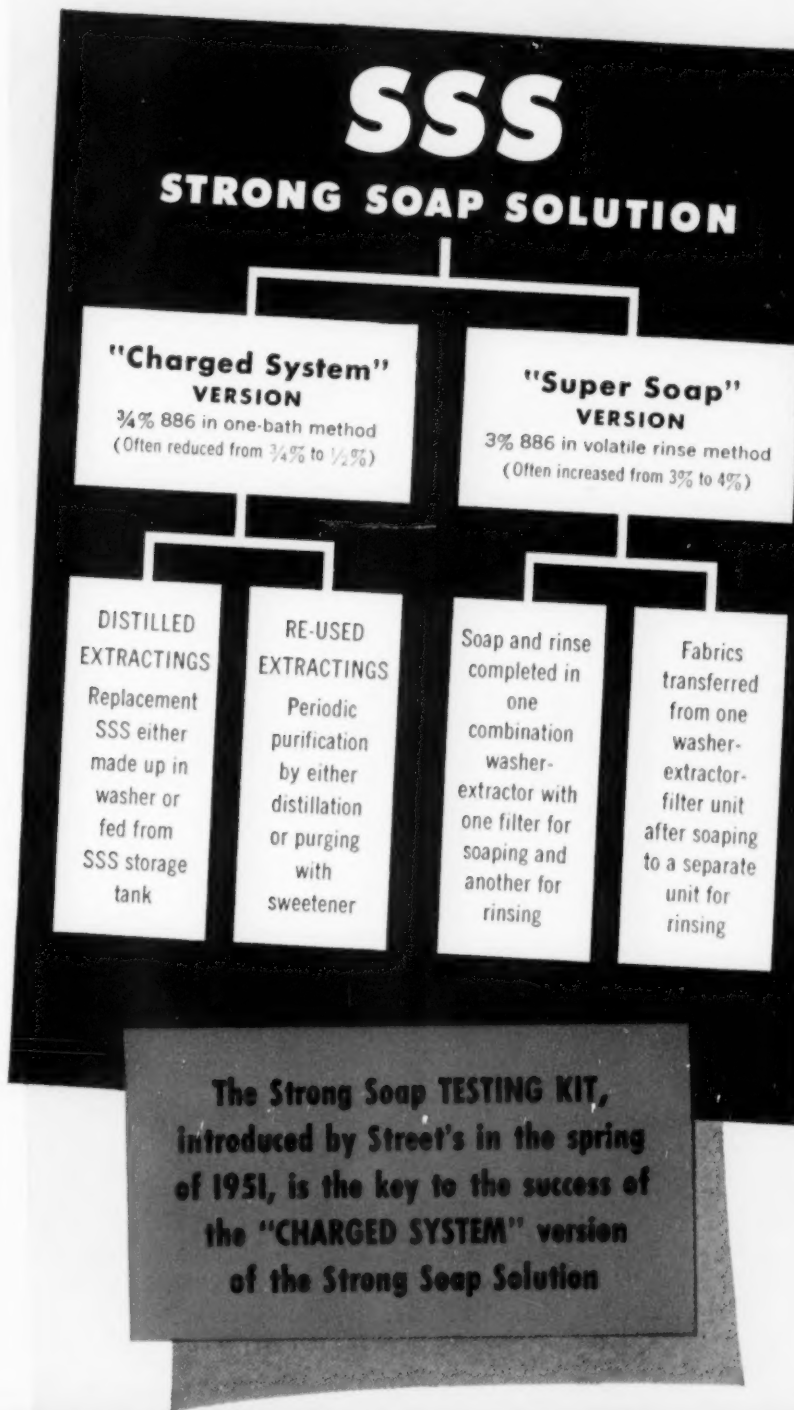 SSS
STRONG SOAP SOLUTION
"Charged System"
VERSION
¾% 886 in one-bath method
(Often reduced from ¾% to ½%)
"Super Soap"
VERSION
3% 886 in volatile rinse method
(Often increased from 3% to 4%)
DISTILLED
EXTRACTINGS
Replacement
SSS either
made up in
washer or
fed from
SSS storage
tank
RE-USED
EXTRACTINGS
Periodic
purification
by either
distillation
or purging
with
sweetener
Soap and rinse
completed in
one
combination
washer-
extractor with
one filter for
soaping and
another for
rinsing
Fabrics
transferred
from one
washer-
extractor-
filter unit
after soaping
to a separate
unit for
rinsing
The Strong Soap TESTING KIT,
introduced by Street's in the spring
of 1951, is the key to the success of
the "CHARGED SYSTEM" version
of the Strong Soap Solution